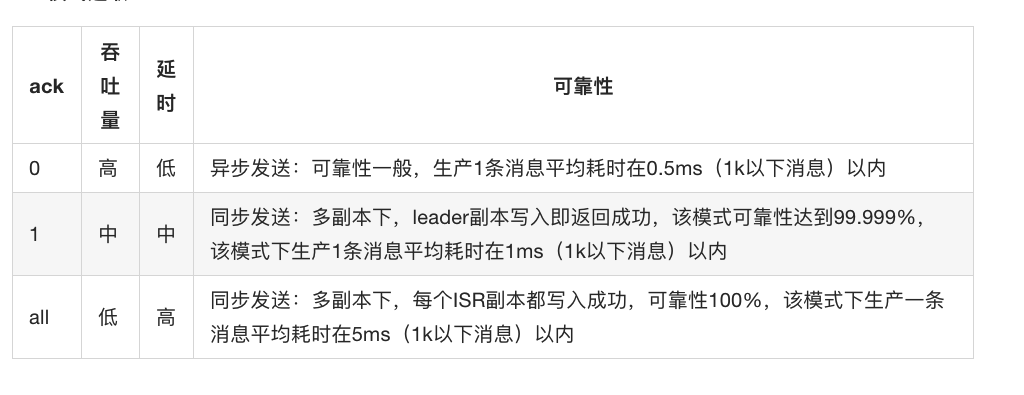 ack
吞
吐
量
延
时
可靠性
0
高
低
异步发送：可靠性一般，生产1条消息平均耗时在0.5ms（1k以下消息）以内
1
中
中
同步发送：多副本下，leader副本写入即返回成功，该模式可靠性达到99.999%，
该模式下生产1条消息平均耗时在1ms（1k以下消息）以内
all
低
高
同步发送：多副本下，每个ISR副本都写入成功，可靠性100%，该模式下生产一条
消息平均耗时在5ms（1k以下消息）以内